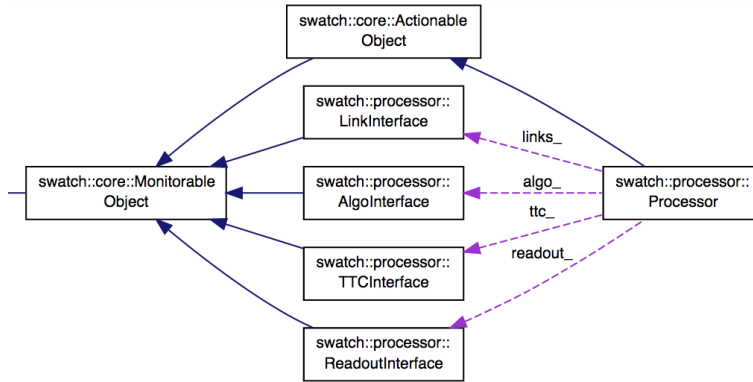 swatch::core::Actionable
Object
swatch::processor::
LinkInterface
links_
swatch::core::Monitorable
Object
swatch::processor::
AlgoInterface
algo_
swatch::processor::
Processor
ttc_
swatch::processor::
TTCInterface
readout_
swatch::processor::
ReadoutInterface